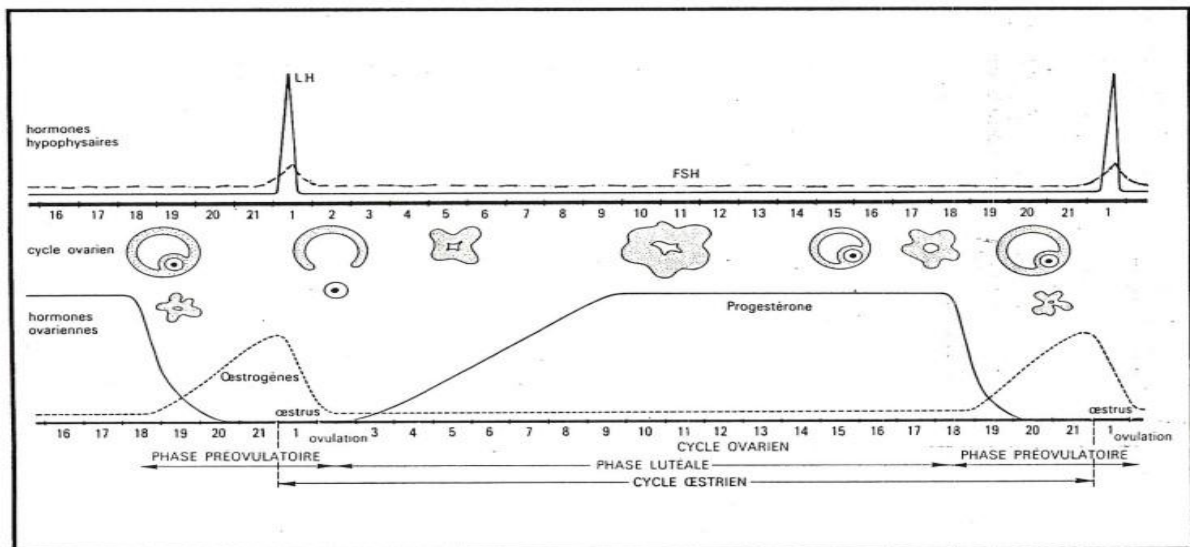 LH
hormones
hypophysaires
FSH
16 17 18 19 20 21 1 2 3 4 5 6 7 8 9 10 11 12 13 14 15 16 17 18 19 20 21 1
cycle ovarien
hormones
ovariennes
Progestérone
Œstrogènes
œstrus œstrus
16 17 18 19 20 21 1 ovulation 3 4 5 6 7 8 9 10 11 12 13 14 15 16 17 18 19 20 21 1 ovulation
CYCLE OVARIEN
PHASE PRÉOVULATOIRE PHASE LUTÉALE PHASE PRÉOVULATOIRE
CYCLE ŒSTRIEN